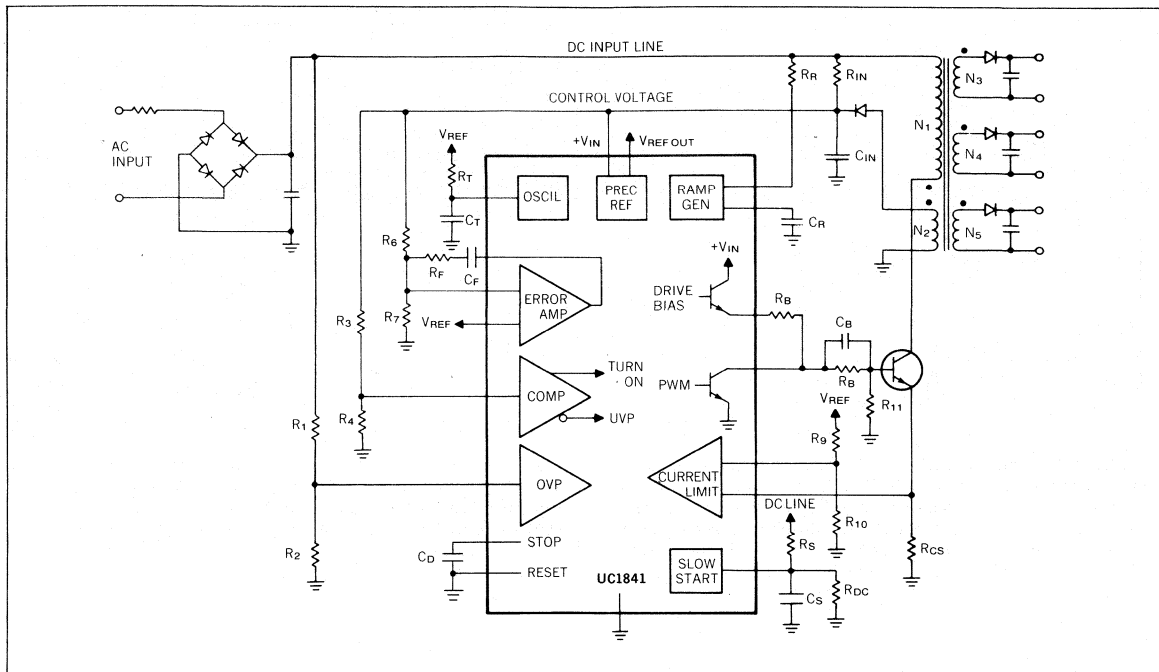 DC INPUT LINE
RR
RIN
N3
CONTROL VOLTAGE
VREF
+VIN
VREF OUT
N1
AC
INPUT
RT
CIN
N4
OSCIL
PREC
REF
RAMP
GEN
CT
CR
R6
N2
N5
RF
CF
+VIN
ERROR
AMP
DRIVE
BIAS
RB
R3
R7
VREF
CB
TURN
ON
COMP
PWM
RB
R11
R1
R4
UVP
VREF
R9
OVP
CURRENT
LIMIT
DC LINE
R10
R2
CD
STOP
RS
RCS
RESET
UC1841
SLOW
START
CS
RDC